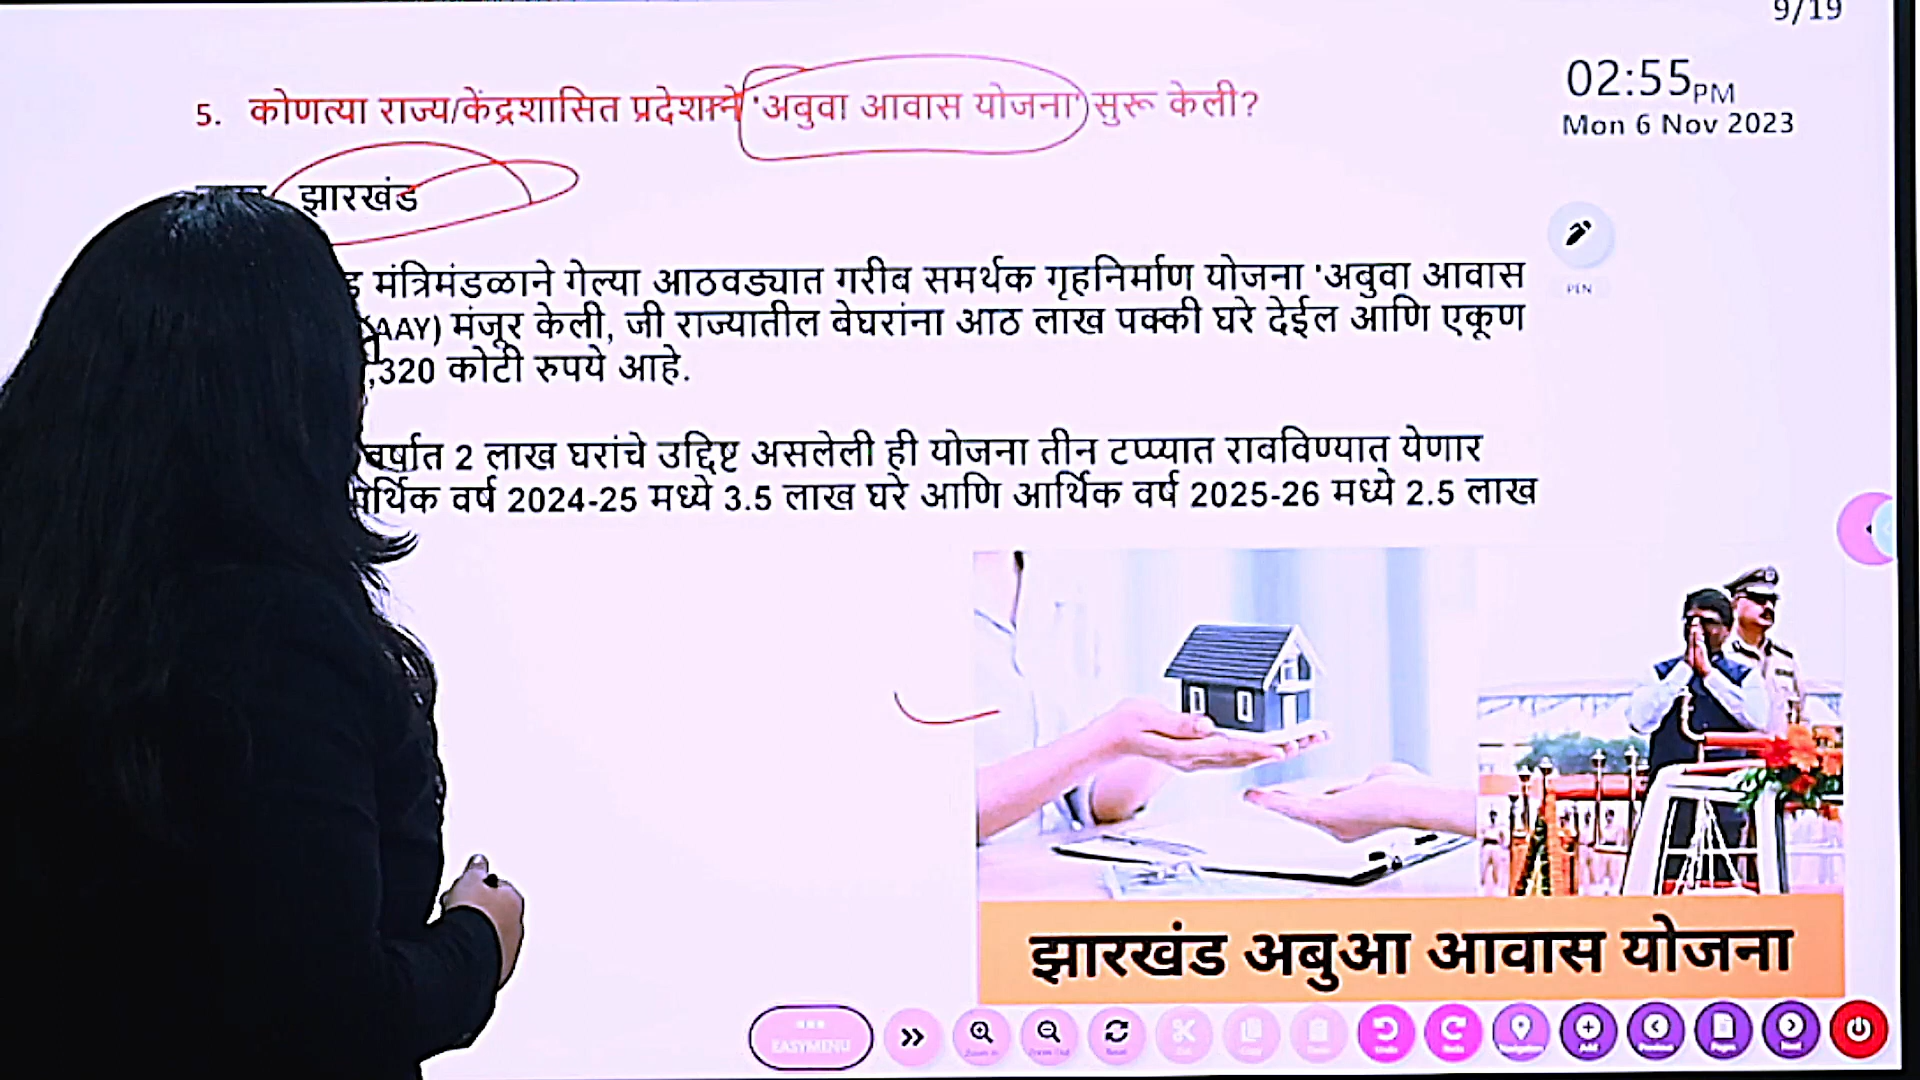 9/19
02:55PM
Mon 6 Nov 2023
5. कोणत्या राज्य/केंद्रशासित प्रदेशाने 'अबुवा आवास योजना' सुरू केली?
झारखंड
PEN
मंत्रिमंडळाने गेल्या आठवड्यात गरीब समर्थक गृहनिर्माण योजना 'अबुवा आवास
(AAY) मंजूर केली, जी राज्यातील बेघरांना आठ लाख पक्की घरे देईल आणि एकूण
,320 कोटी रुपये आहे.
वर्षात 2 लाख घरांचे उद्दिष्ट असलेली ही योजना तीन टप्प्यात राबविण्यात येणार
आर्थिक वर्ष 2024-25 मध्ये 3.5 लाख घरे आणि आर्थिक वर्ष 2025-26 मध्ये 2.5 लाख
झारखंड अबुआ आवास योजना
EASYMENU